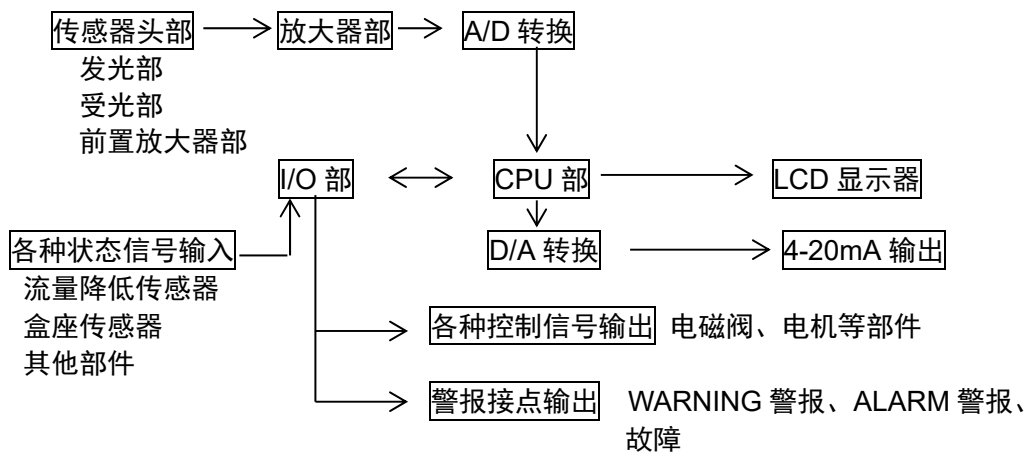 传感器头部 放大器部 A/D 转换
发光部
受光部
前置放大器部
I/O 部 CPU 部 LCD 显示器
各种状态信号输入 D/A 转换 4-20mA 输出
流量降低传感器
盒座传感器
其他部件
各种控制信号输出 电磁阀、电机等部件
警报接点输出 WARNING 警报、ALARM 警报、
故障